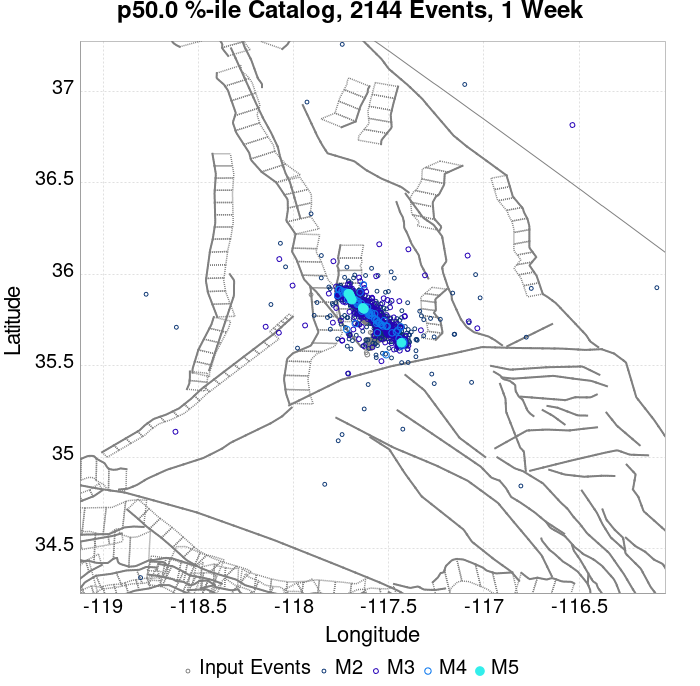 p50.0 %-ile Catalog, 2144 Events, 1 Week
37
36.5
36
35.5
35
34.5
Latitude
-119 -118.5 -118 -117.5 -117 -116.5
Longitude
Input Events M2 M3 M4 M5